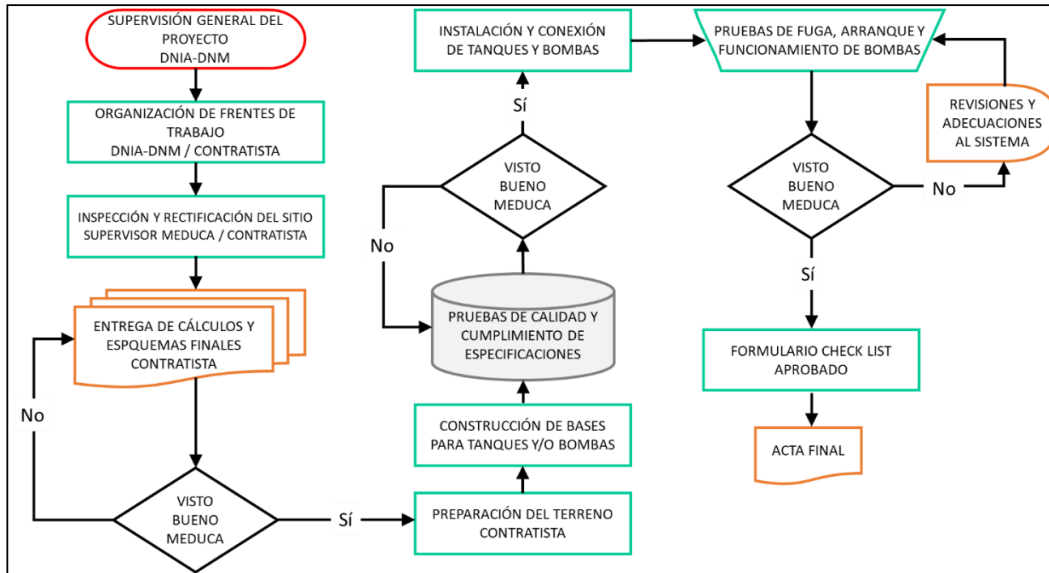 SUPERVISIÓN GENERAL DEL
PROYECTO
DNIA-DNM
ORGANIZACIÓN DE FRENTES DE
TRABAJO
DNIA-DNM / CONTRATISTA
INSPECCIÓN Y RECTIFICACIÓN DEL SITIO
SUPERVISOR MEDUCA / CONTRATISTA
ENTREGA DE CÁLCULOS Y
ESPQUEMAS FINALES
CONTRATISTA
No
VISTO
BUENO
MEDUCA
Sí
PREPARACIÓN DEL TERRENO
CONTRATISTA
CONSTRUCCIÓN DE BASES
PARA TANQUES Y/O BOMBAS
PRUEBAS DE CALIDAD Y
CUMPLIMIENTO DE
ESPECIFICACIONES
No
VISTO
BUENO
MEDUCA
Sí
INSTALACIÓN Y CONEXIÓN
DE TANQUES Y BOMBAS
PRUEBAS DE FUGA, ARRANQUE Y
FUNCIONAMIENTO DE BOMBAS
REVISIONES Y
ADECUACIONES
AL SISTEMA
No
VISTO
BUENO
MEDUCA
Sí
FORMULARIO CHECK LIST
APROBADO
ACTA FINAL